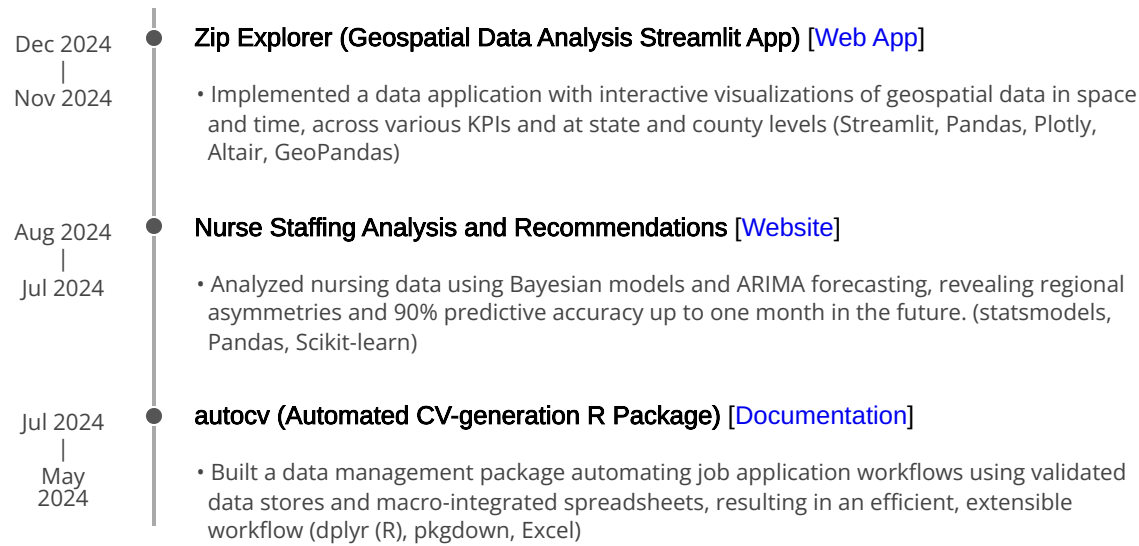 Dec 2024
|
Nov 2024
Zip Explorer (Geospatial Data Analysis Streamlit App) [Web App]
• Implemented a data application with interactive visualizations of geospatial data in space
and time, across various KPIs and at state and county levels (Streamlit, Pandas, Plotly,
Altair, GeoPandas)
Aug 2024
|
Jul 2024
Nurse Staffing Analysis and Recommendations [Website]
• Analyzed nursing data using Bayesian models and ARIMA forecasting, revealing regional
asymmetries and 90% predictive accuracy up to one month in the future. (statsmodels,
Pandas, Scikit-learn)
Jul 2024
|
May
2024
autocv (Automated CV-generation R Package) [Documentation]
• Built a data management package automating job application workflows using validated
data stores and macro-integrated spreadsheets, resulting in an efficient, extensible
workflow (dplyr (R), pkgdown, Excel)